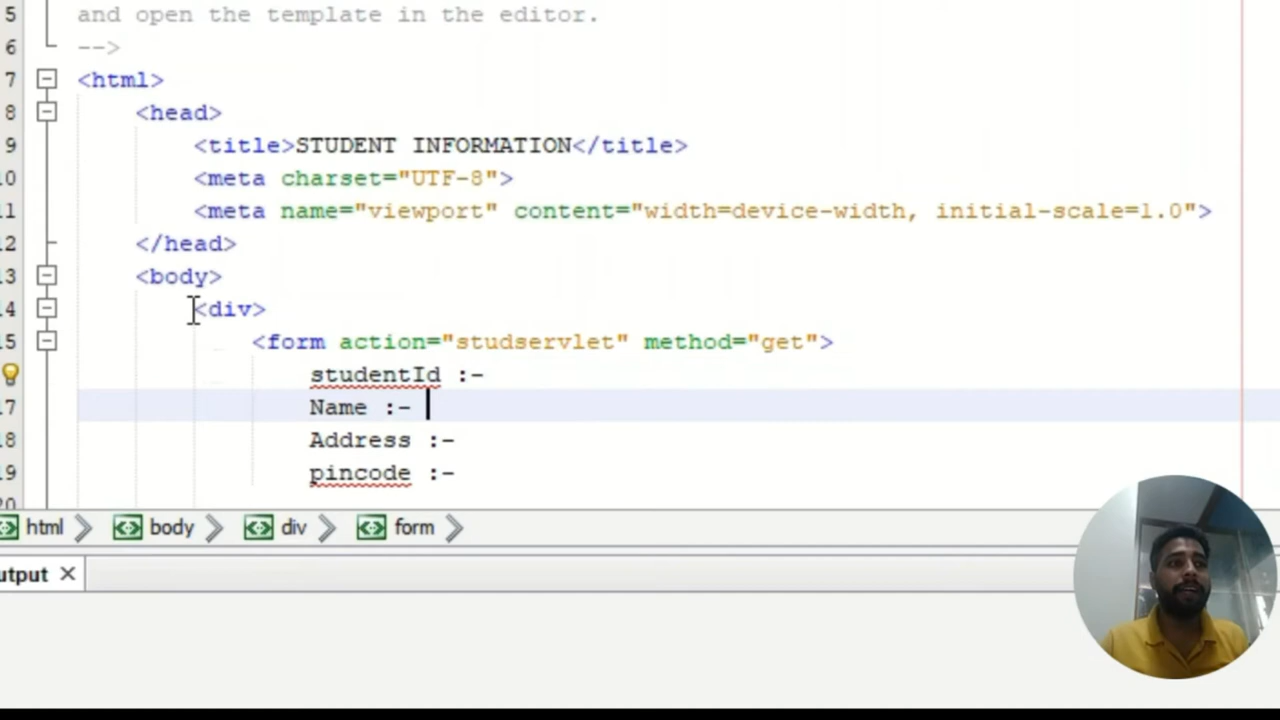 5 and open the template in the editor.
6 -->
7 <html>
8 <head>
9 <title>STUDENT INFORMATION</title>
10 <meta charset="UTF-8">
11 <meta name="viewport" content="width=device-width, initial-scale=1.0">
12 </head>
13 <body>
14 <div>
15 <form action="studservlet" method="get">
studentId :-
17 Name :-
18 Address :-
19 pincode :-
20
html body div form
utput